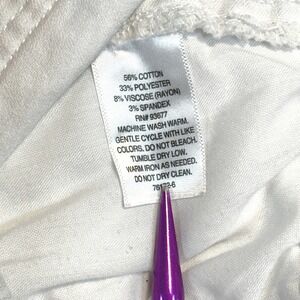 56% COTTON
33% POLYESTER
8% VISCOSE (RAYON)
3% SPANDEX
RN# 93677
MACHINE WASH WARM.
GENTLE CYCLE WITH LIKE
COLORS. DO NOT BLEACH.
TUMBLE DRY LOW.
WARM IRON AS NEEDED.
DO NOT DRY CLEAN.